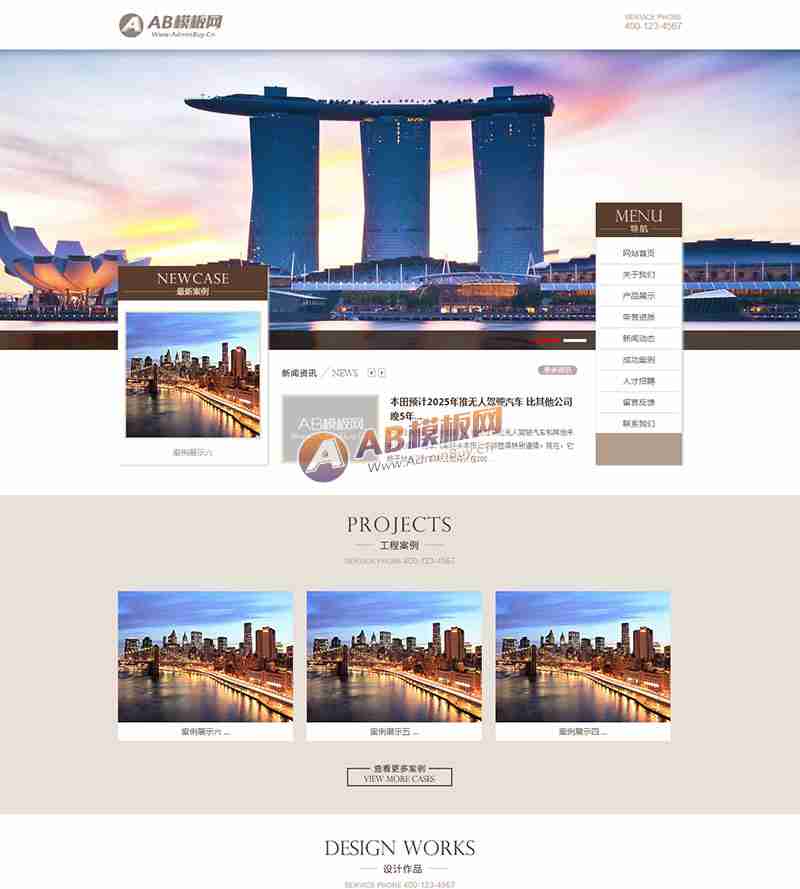 AB模板网
Www.AdminBuy.Cn
SERVICE PHONE
400-123-4567
MENU
导航
网站首页
关于我们
产品展示
荣誉资质
新闻动态
成功案例
人才招聘
留言反馈
联系我们
NEWCASE
最新案例
案例展示六
新闻资讯 / NEWS
更多资讯
本田预计2025年推无人驾驶汽车 比其他公司
晚5年...
AB模板网
AB模板网
Www.AdminBuy.Cn
PROJECTS
工程案例
SERVICE PHONE 400-123-4567
案例展示六 ...
案例展示五 ...
案例展示四 ...
查看更多案例
VIEW MORE CASES
DESIGN WORKS
设计作品
SERVICE PHONE 400-123-4567